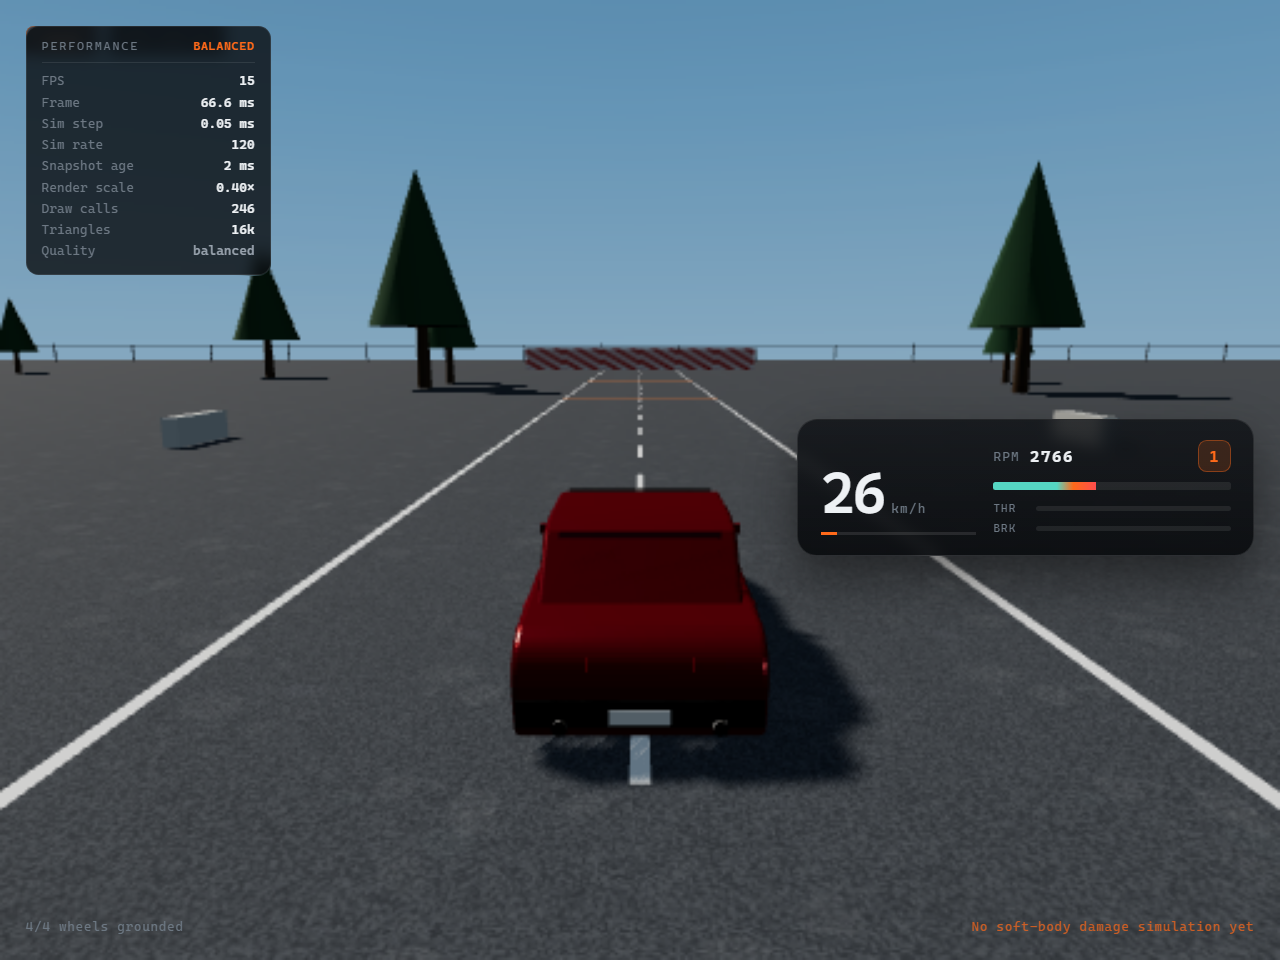 PERFORMANCE BALANCED
FPS 15
Frame 66.6 ms
Sim step 0.05 ms
Sim rate 120
Snapshot age 2 ms
Render scale 0.40×
Draw calls 246
Triangles 16k
Quality balanced
RPM 2766 1
26 km/h
THR
BRK
4/4 wheels grounded
No soft-body damage simulation yet